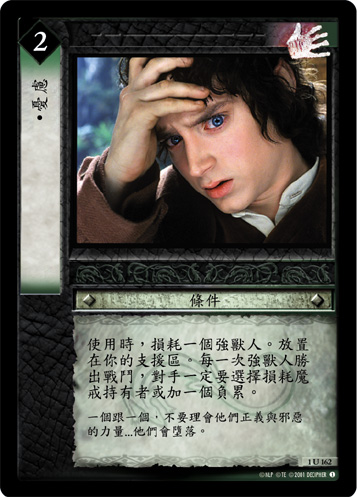 2
•憂慮
條件
使用時，損耗一個強獸人。放置
在你的支援區。每一次強獸人勝
出戰鬥，對手一定要選擇損耗魔
戒持有者或加一個負累。
一個跟一個，不要理會他們正義與邪惡
的力量...他們會墮落。
1 U 162
©NLP ™TE ©2001 DECIPHER